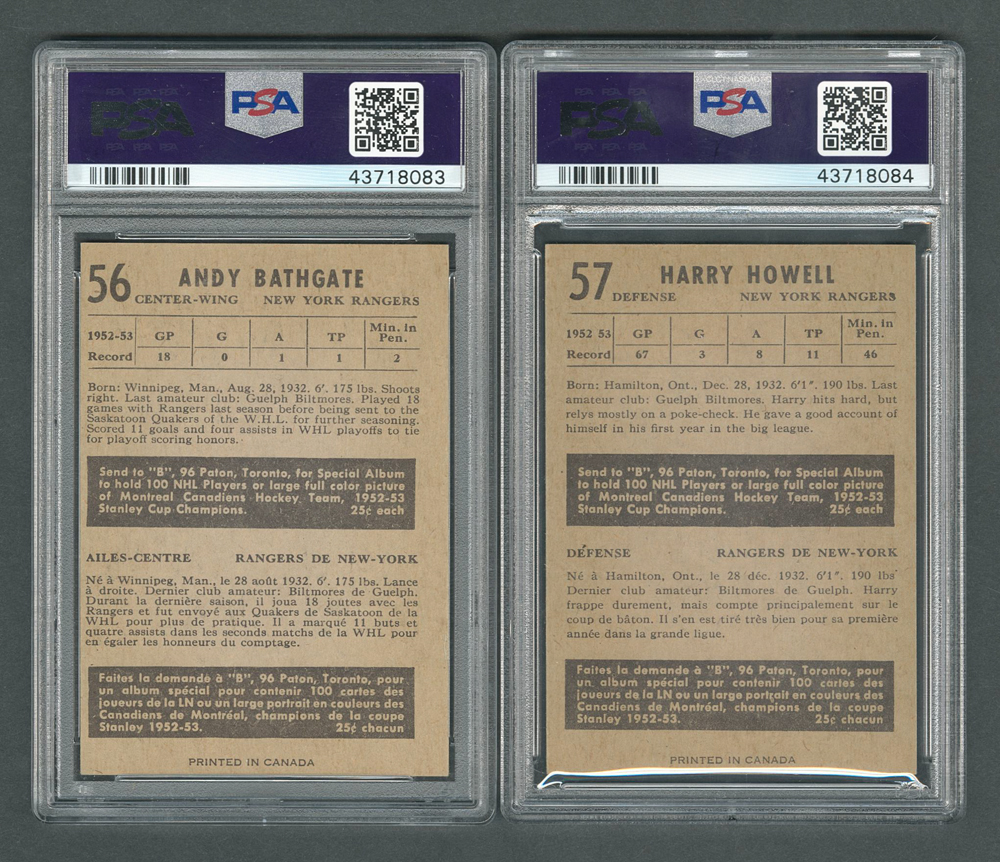 PSA
PSA
43718083
56 ANDY BATHGATE
CENTER-WING NEW YORK RANGERS
1952-53 GP G A TP Min. in Pen.
Record 18 0 1 1 2
Born: Winnipeg, Man., Aug. 28, 1932. 6'. 175 lbs. Shoots
right. Last amateur club: Guelph Biltmores. Played 18
games with Rangers last season before being sent to the
Saskatoon Quakers of the W.H.L. for further seasoning.
Scored 11 goals and four assists in WHL playoffs to tie
for playoff scoring honors.
Send to "B", 96 Paton, Toronto, for Special Album
to hold 100 NHL Players or large full color picture
of Montreal Canadiens Hockey Team, 1952-53
Stanley Cup Champions. 25¢ each
AILES-CENTRE RANGERS DE NEW-YORK
Né à Winnipeg, Man., le 28 août 1932. 6'. 175 lbs. Lance
à droite. Dernier club amateur: Biltmores de Guelph.
Durant la dernière saison, il joua 18 joutes avec les
Rangers et fut envoyé aux Quakers de Saskatoon de la
WHL pour plus de pratique. Il a marqué 11 buts et
quatre assists dans les seconds matchs de la WHL pour
en égaler les honneurs du comptage.
Faites la demande à "B", 96 Paton, Toronto, pour
un album spécial pour contenir 100 cartes des
joueurs de la LN ou un large portrait en couleurs des
Canadiens de Montréal, champions de la coupe
Stanley 1952-53. 25¢ chacun
PRINTED IN CANADA
PSA
PSA
43718084
57 HARRY HOWELL
DEFENSE NEW YORK RANGERS
1952 53 GP G A TP Min. in Pen.
Record 67 3 8 11 46
Born: Hamilton, Ont., Dec. 28, 1932. 6'1". 190 lbs. Last
amateur club: Guelph Biltmores. Harry hits hard, but
relys mostly on a poke-check. He gave a good account of
himself in his first year in the big league.
Send to "B", 96 Paton, Toronto, for Special Album
to hold 100 NHL Players or large full color picture
of Montreal Canadiens Hockey Team, 1952-53
Stanley Cup Champions. 25¢ each
DÉFENSE RANGERS DE NEW-YORK
Né à Hamilton, Ont., le 28 déc. 1932. 6'1". 190 lbs
Dernier club amateur: Biltmores de Guelph. Harry
frappe durement, mais compte principalement sur le
coup de bâton. Il s'en est tiré très bien pour sa première
année dans la grande ligue.
Faites la demande à "B", 96 Paton, Toronto, pour
un album spécial pour contenir 100 cartes des
joueurs de la LN ou un large portrait en couleurs des
Canadiens de Montréal, champions de la coupe
Stanley 1952-53. 25¢ chacun
PRINTED IN CANADA